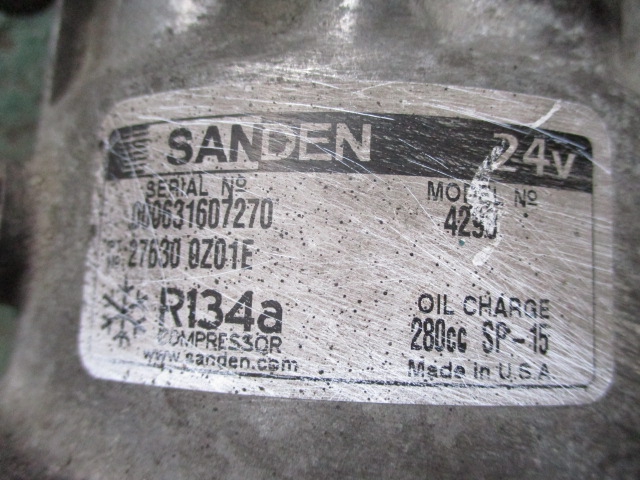 SANDEN 24v
SERIAL Nº MODEL Nº
27630 0Z01E
R134a OIL CHARGE
COMPRESSOR 280cc SP-15
www.sanden.com Made in U.S.A